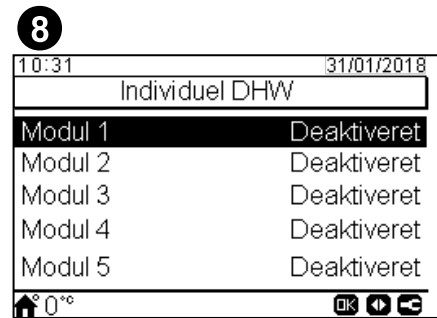 8
10:31 31/01/2018
Individuel DHW
Modul 1 Deaktiveret
Modul 2 Deaktiveret
Modul 3 Deaktiveret
Modul 4 Deaktiveret
Modul 5 Deaktiveret
0°° OK